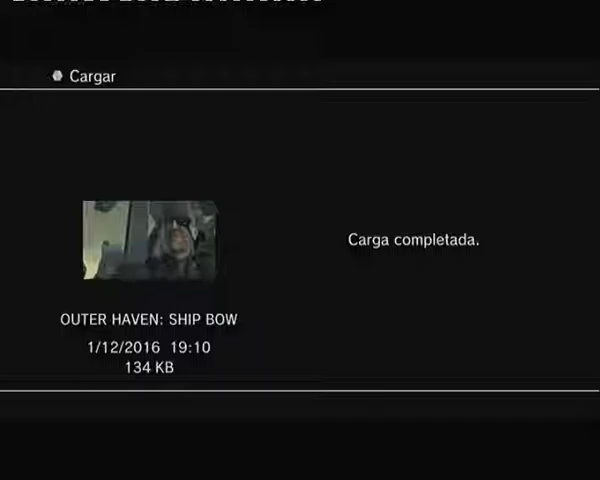 Cargar
Carga completada.
OUTER HAVEN: SHIP BOW
1/12/2016 19:10
134 KB